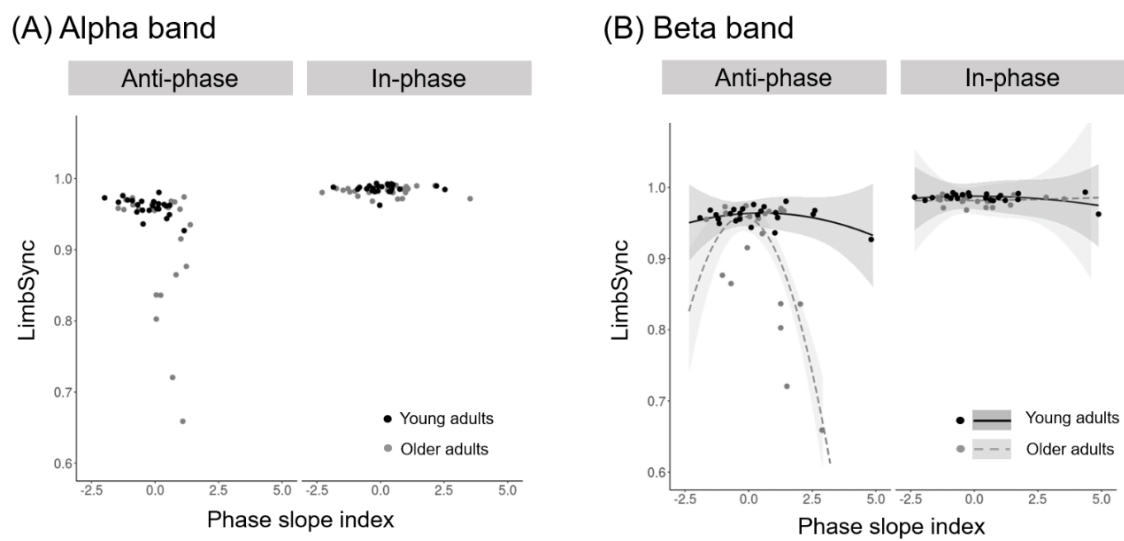 (A) Alpha band
Anti-phase In-phase
LimbSync
1.0
0.9
0.8
0.7
0.6
Young adults
Older adults
-2.5 0.0 2.5 5.0 -2.5 0.0 2.5 5.0
Phase slope index
(B) Beta band
Anti-phase In-phase
LimbSync
1.0
0.9
0.8
0.7
0.6
Young adults
Older adults
-2.5 0.0 2.5 5.0 -2.5 0.0 2.5 5.0
Phase slope index